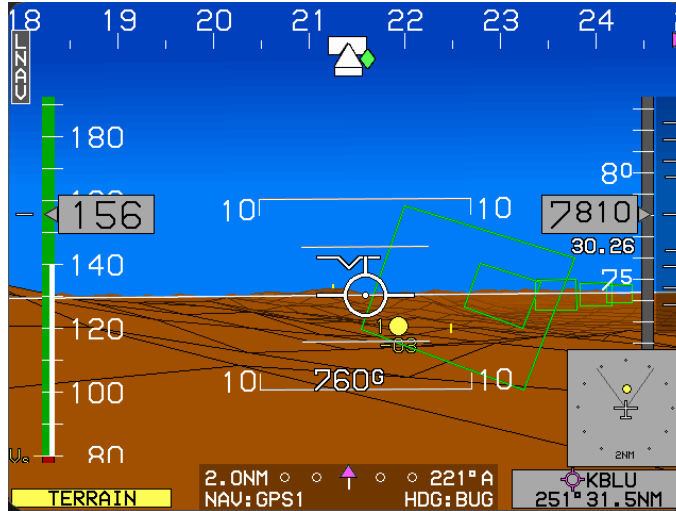 18 19 20 21 22 23 24
LNAV
180
80
156
10 10
7810
30.26
140
75
120
1
-03
100
10 760G 10
2NM
80
Vs
2.0NM 221°A
KBLU
TERRAIN
NAV:GPS1 HDG:BUG
251°31.5NM